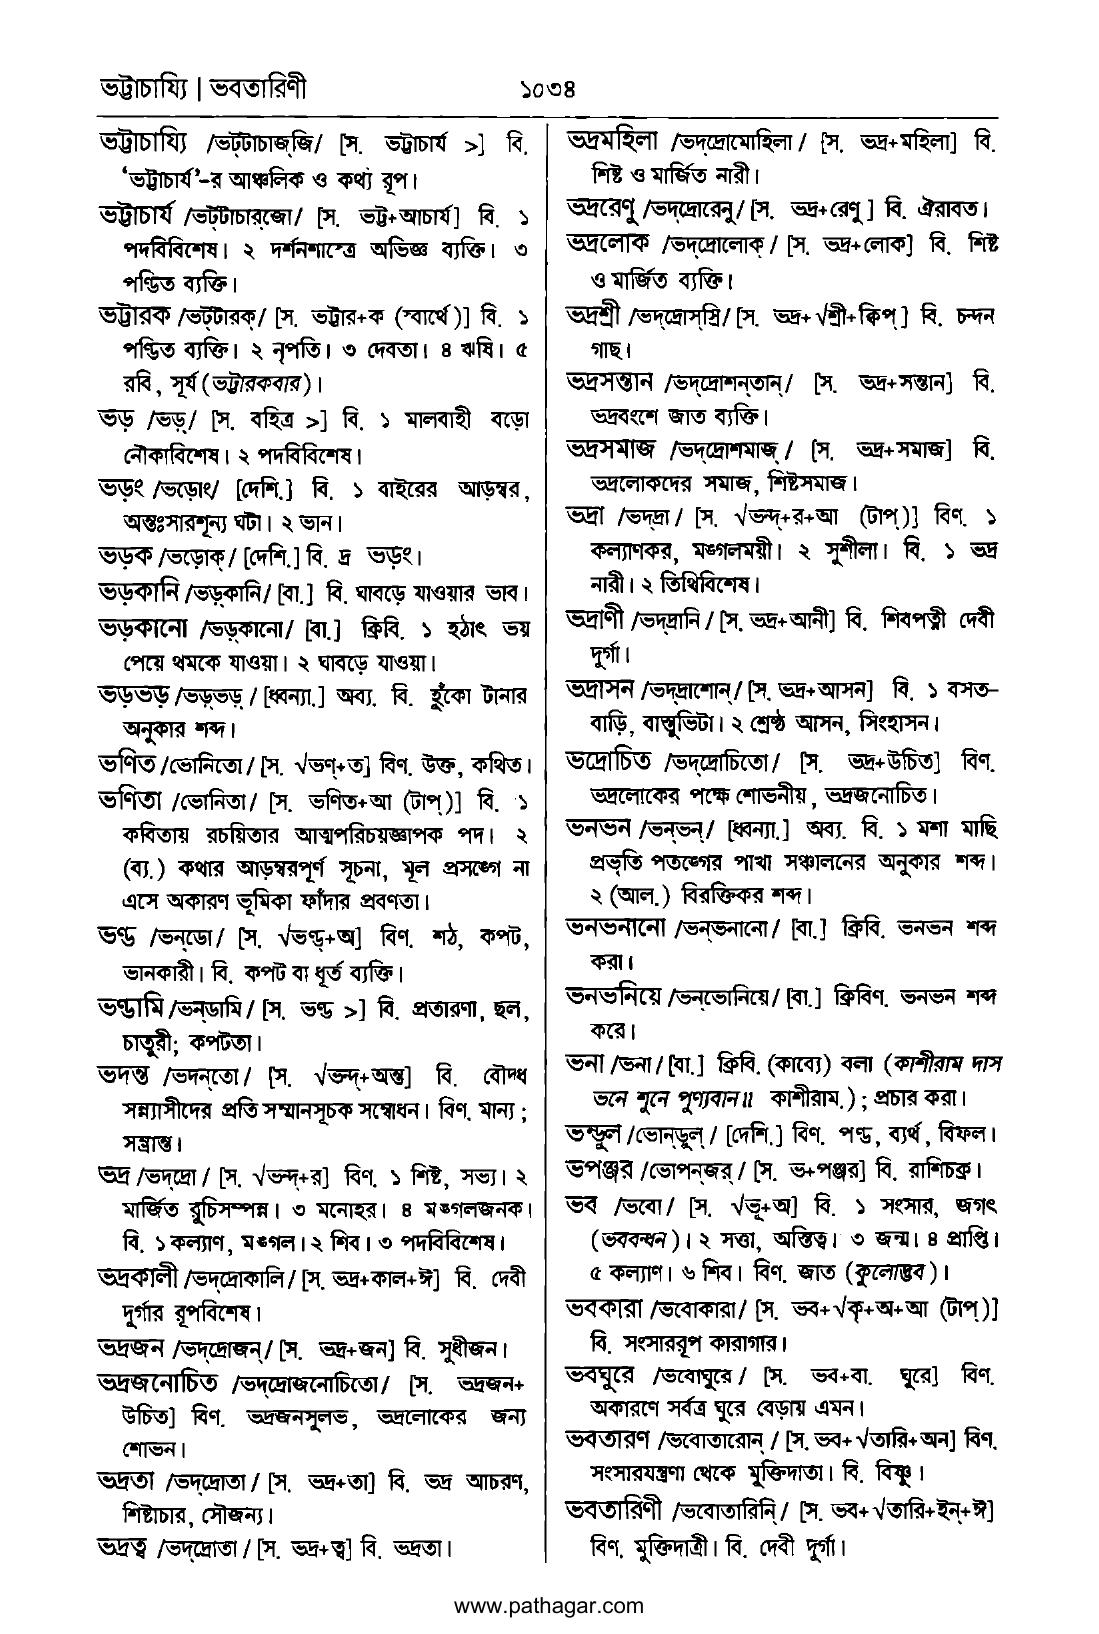 ভট্টাচায্যি | ভবতারিণী
১০৩৪
ভট্টাচায্যি /ভট্‌টাচাজ্‌জি/ [স. ভট্টাচার্য >] বি.
‘ভট্টাচার্য’-র আঞ্চলিক ও কথ্য রূপ।
ভট্টাচার্য /ভট্‌টাচার্‌জো/ [স. ভট্ট+আচার্য] বি. ১
পদবিবিশেষ। ২ দর্শনশাস্ত্রে অভিজ্ঞ ব্যক্তি। ৩
পণ্ডিত ব্যক্তি।
ভট্টারক /ভট্‌টারক্‌/ [স. ভট্টার+ক (স্বার্থে)] বি. ১
পণ্ডিত ব্যক্তি। ২ নৃপতি। ৩ দেবতা। ৪ ঋষি। ৫
রবি, সূর্য (ভট্টারকবার)।
ভড় /ভড়্‌/ [স. বহিত্র >] বি. ১ মালবাহী বড়ো
নৌকাবিশেষ। ২ পদবিবিশেষ।
ভড়ং /ভড়োং/ [দেশি.] বি. ১ বাইরের আড়ম্বর,
অন্তঃসারশূন্য ঘটা। ২ ভান।
ভড়ক /ভড়োক্‌/ [দেশি.] বি. দ্র ভড়ং।
ভড়কানি /ভড়্‌কানি/ [বা.] বি. ঘাবড়ে যাওয়ার ভাব।
ভড়কানো /ভড়্‌কানো/ [বা.] ক্রিবি. ১ হঠাৎ ভয়
পেয়ে থমকে যাওয়া। ২ ঘাবড়ে যাওয়া।
ভড়ভড় /ভড়্‌ভড়্‌/ [ধ্বন্যা.] অব্য. বি. হুঁকো টানার
অনুকার শব্দ।
ভণিত /ভোনিতো/ [স. √ভণ্‌+ত] বিণ. উক্ত, কথিত।
ভণিতা /ভোনিতা/ [স. ভণিত+আ (টাপ্‌)] বি. ১
কবিতায় রচয়িতার আত্মপরিচয়জ্ঞাপক পদ। ২
(ব্য.) কথার আড়ম্বরপূর্ণ সূচনা, মূল প্রসঙ্গে না
এসে অকারণ ভূমিকা ফাঁদার প্রবণতা।
ভণ্ড /ভন্‌ডো/ [স. √ভণ্ড্‌+অ] বিণ. শঠ, কপট,
ভানকারী। বি. কপট বা ধূর্ত ব্যক্তি।
ভণ্ডামি /ভন্‌ডামি/ [স. ভণ্ড >] বি. প্রতারণা, ছল,
চাতুরী; কপটতা।
ভদন্ত /ভদন্‌তো/ [স. √ভন্দ্‌+অন্ত] বি. বৌদ্ধ
সন্ন্যাসীদের প্রতি সম্মানসূচক সম্বোধন। বিণ. মান্য;
সম্ভ্রান্ত।
ভদ্র /ভদ্‌দ্রো/ [স. √ভন্দ্‌+র] বিণ. ১ শিষ্ট, সভ্য। ২
মার্জিত রুচিসম্পন্ন। ৩ মনোহর। ৪ মঙ্গলজনক।
বি. ১ কল্যাণ, মঙ্গল। ২ শিব। ৩ পদবিবিশেষ।
ভদ্রকালী /ভদ্‌দ্রোকালি/ [স. ভদ্র+কাল+ঈ] বি. দেবী
দুর্গার রূপবিশেষ।
ভদ্রজন /ভদ্‌দ্রোজন্‌/ [স. ভদ্র+জন] বি. সুধীজন।
ভদ্রজনোচিত /ভদ্‌দ্রোজনোচিতো/ [স. ভদ্রজন+
উচিত] বিণ. ভদ্রজনসুলভ, ভদ্রলোকের জন্য
শোভন।
ভদ্রতা /ভদ্‌দ্রোতা/ [স. ভদ্র+তা] বি. ভদ্র আচরণ,
শিষ্টাচার, সৌজন্য।
ভদ্রত্ব /ভদ্‌দ্রোতা/ [স. ভদ্র+ত্ব] বি. ভদ্রতা।
ভদ্রমহিলা /ভদ্‌দ্রোমোহিলা/ [স. ভদ্র+মহিলা] বি.
শিষ্ট ও মার্জিত নারী।
ভদ্ররেণু /ভদ্‌দ্রোরেনু/ [স. ভদ্র+রেণু] বি. ঐরাবত।
ভদ্রলোক /ভদ্‌দ্রোলোক্‌/ [স. ভদ্র+লোক] বি. শিষ্ট
ও মার্জিত ব্যক্তি।
ভদ্রশ্রী /ভদ্‌দ্রোস্‌স্রি/ [স. ভদ্র+√শ্রী+ক্বিপ্‌] বি. চন্দন
গাছ।
ভদ্রসন্তান /ভদ্‌দ্রোশন্‌তান্‌/ [স. ভদ্র+সন্তান] বি.
ভদ্রবংশে জাত ব্যক্তি।
ভদ্রসমাজ /ভদ্‌দ্রোশমাজ্‌/ [স. ভদ্র+সমাজ] বি.
ভদ্রলোকদের সমাজ, শিষ্টসমাজ।
ভদ্রা /ভদ্‌দ্রা/ [স. √ভন্দ্‌+র+আ (টাপ্‌)] বিণ. ১
কল্যাণকর, মঙ্গলময়ী। ২ সুশীলা। বি. ১ ভদ্র
নারী। ২ তিথিবিশেষ।
ভদ্রাণী /ভদ্‌দ্রানি/ [স. ভদ্র+আনী] বি. শিবপত্নী দেবী
দুর্গা।
ভদ্রাসন /ভদ্‌দ্রাশোন্‌/ [স. ভদ্র+আসন] বি. ১ বসত-
বাড়ি, বাস্তুভিটা। ২ শ্রেষ্ঠ আসন, সিংহাসন।
ভদ্রোচিত /ভদ্‌দ্রোচিতো/ [স. ভদ্র+উচিত] বিণ.
ভদ্রলোকের পক্ষে শোভনীয়, ভদ্রজনোচিত।
ভনভন /ভন্‌ভন্‌/ [ধ্বন্যা.] অব্য. বি. ১ মশা মাছি
প্রভৃতি পতঙ্গের পাখা সঞ্চালনের অনুকার শব্দ।
২ (আল.) বিরক্তিকর শব্দ।
ভনভনানো /ভন্‌ভনানো/ [বা.] ক্রিবি. ভনভন শব্দ
করা।
ভনভনিয়ে /ভন্‌ভোনিয়ে/ [বা.] ক্রিবিণ. ভনভন শব্দ
করে।
ভনা /ভনা/ [বা.] ক্রিবি. (কাব্যে) বলা (কাশীরাম দাস
ভনে শুনে পুণ্যবান॥ কাশীরাম.); প্রচার করা।
ভন্ডুল /ভোন্‌ডুল্‌/ [দেশি.] বিণ. পণ্ড, ব্যর্থ, বিফল।
ভপঞ্জর /ভোপন্‌জর্‌/ [স. ভ+পঞ্জর] বি. রাশিচক্র।
ভব /ভবো/ [স. √ভূ+অ] বি. ১ সংসার, জগৎ
(ভববন্ধন)। ২ সত্তা, অস্তিত্ব। ৩ জন্ম। ৪ প্রাপ্তি।
৫ কল্যাণ। ৬ শিব। বিণ. জাত (কুলোদ্ভব)।
ভবকারা /ভবোকারা/ [স. ভব+√কৃ+অ+আ (টাপ্‌)]
বি. সংসাররূপ কারাগার।
ভবঘুরে /ভবোঘুরে/ [স. ভব+বা. ঘুরে] বিণ.
অকারণে সর্বত্র ঘুরে বেড়ায় এমন।
ভবতারণ /ভবোতারোন্‌/ [স. ভব+√তারি+অন] বিণ.
সংসারযন্ত্রণা থেকে মুক্তিদাতা। বি. বিষ্ণু।
ভবতারিণী /ভবোতারিনি/ [স. ভব+√তারি+ইন্‌+ঈ]
বিণ. মুক্তিদাত্রী। বি. দেবী দুর্গা।
www.pathagar.com